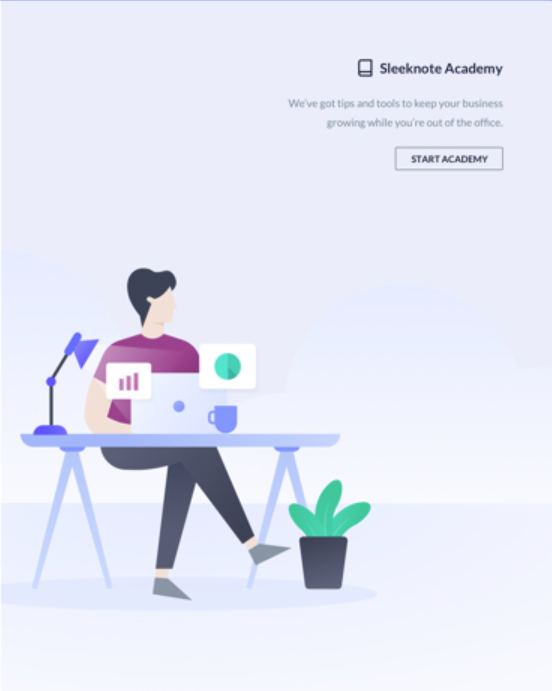 Sleeknote Academy
We've got tips and tools to keep your business
growing while you're out of the office.
START ACADEMY